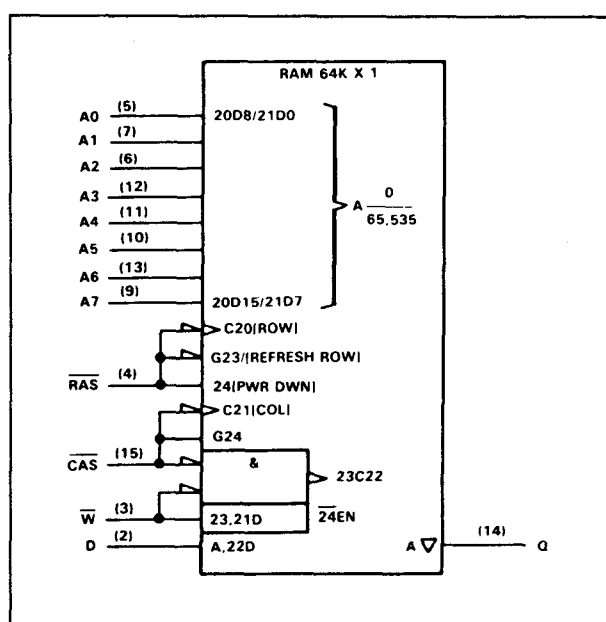 RAM 64K X 1
A0 (5) 20D8/21D0
A1 (7)
A2 (6)
A3 (12)
A4 (11)
A5 (10)
A6 (13)
A7 (9) 20D15/21D7
A 0
65,535
C20[ROW]
G23/[REFRESH ROW]
RAS (4) 24[PWR DWN]
C21[COL]
G24
CAS (15) & 23C22
W (3) 23,21D 24EN
D (2) A,22D A (14) Q